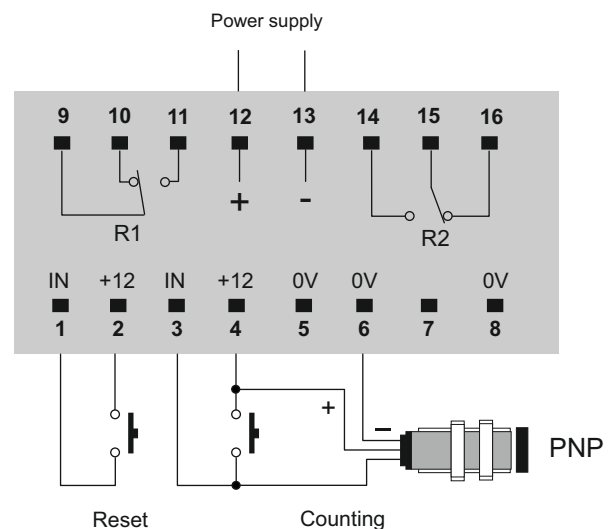 Power supply
9 10 11 12 13 14 15 16
+ -
R1 R2
IN +12 IN +12 0V 0V 0V
1 2 3 4 5 6 7 8
+ −
PNP
Reset Counting